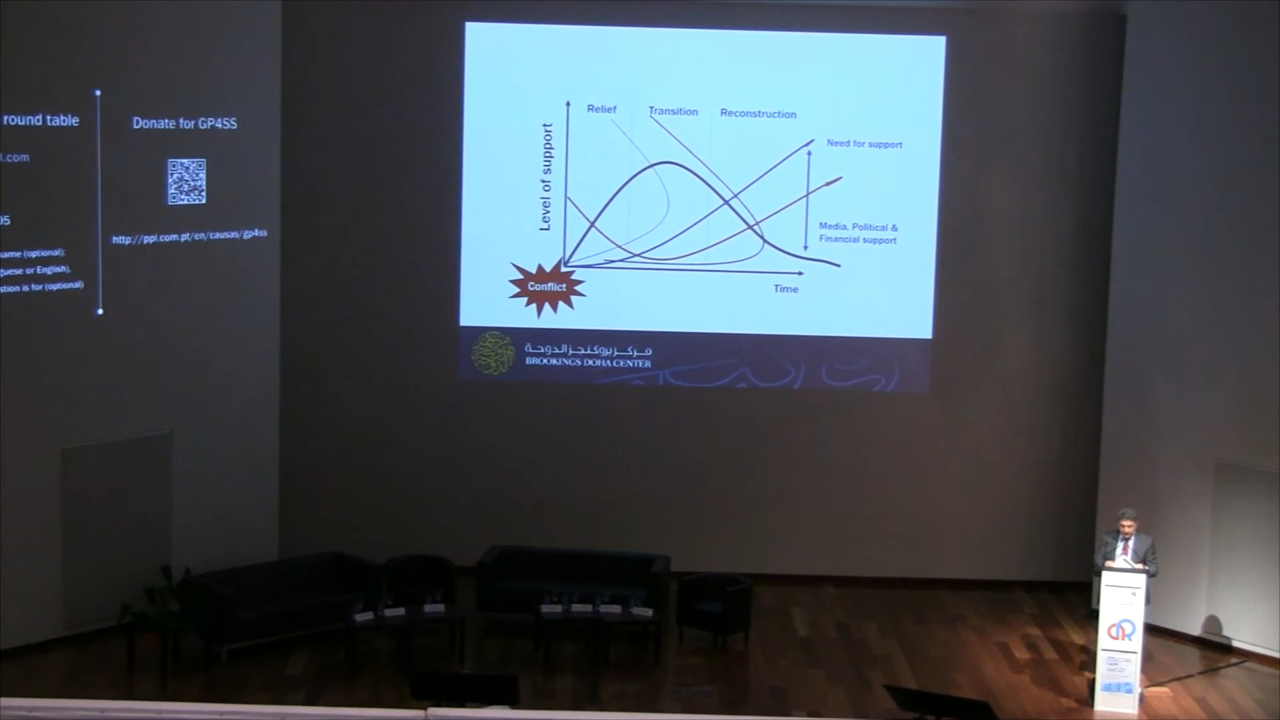 round table
l.com
05
name (optional);
guese or English),
stion is for (optional)
Donate for GP4SS
http://ppl.com.pt/en/causas/gp4ss
Relief
Transition
Reconstruction
Level of support
Need for support
Media, Political &
Financial support
Conflict
Time
مركز بروكنجز الدوحة
BROOKINGS DOHA CENTER